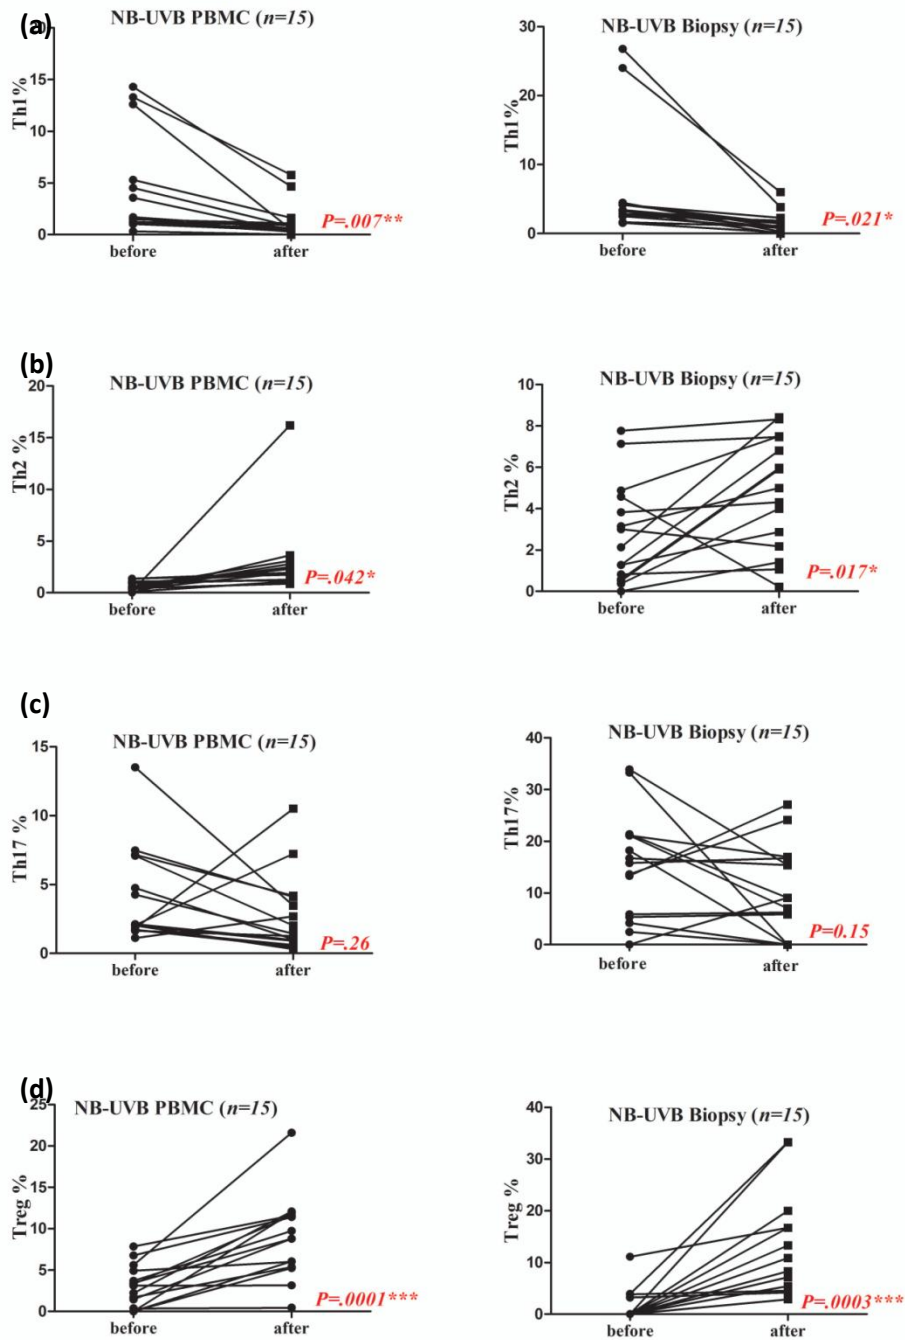 (a)
NB-UVB PBMC (n=15)
20
15
10
5
0
Th1%
before
after
P=.007**
NB-UVB Biopsy (n=15)
30
20
10
0
Th1%
before
after
P=.021*
(b)
NB-UVB PBMC (n=15)
20
15
10
5
0
Th2 %
before
after
P=.042*
NB-UVB Biopsy (n=15)
10
8
6
4
2
0
Th2 %
before
after
P=.017*
(c)
NB-UVB PBMC (n=15)
15
10
5
0
Th17 %
before
after
P=.26
NB-UVB Biopsy (n=15)
40
30
20
10
0
Th17%
before
after
P=0.15
(d)
NB-UVB PBMC (n=15)
25
20
15
10
5
0
Treg %
before
after
P=.0001***
NB-UVB Biopsy (n=15)
40
30
20
10
0
Treg %
before
after
P=.0003***